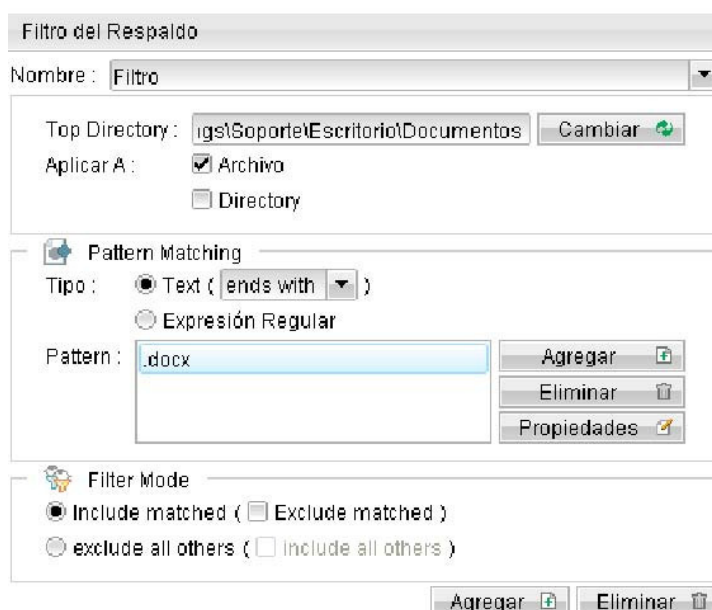 Filtro del Respaldo
Nombre : Filtro
Top Directory : ngs\Soporte\Escritorio\Documentos Cambiar
Aplicar A : Archivo
Directory
Pattern Matching
Tipo : Text ( ends with )
Expresión Regular
Pattern : .docx Agregar
Eliminar
Propiedades
Filter Mode
Include matched ( Exclude matched )
exclude all others ( include all others )
Agregar Eliminar